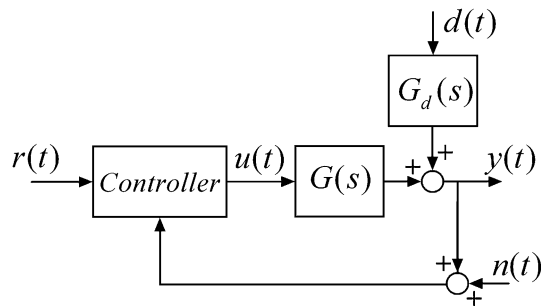 d(t)
G_d(s)
r(t)
Controller
u(t)
G(s)
+
+
y(t)
+
n(t)
+